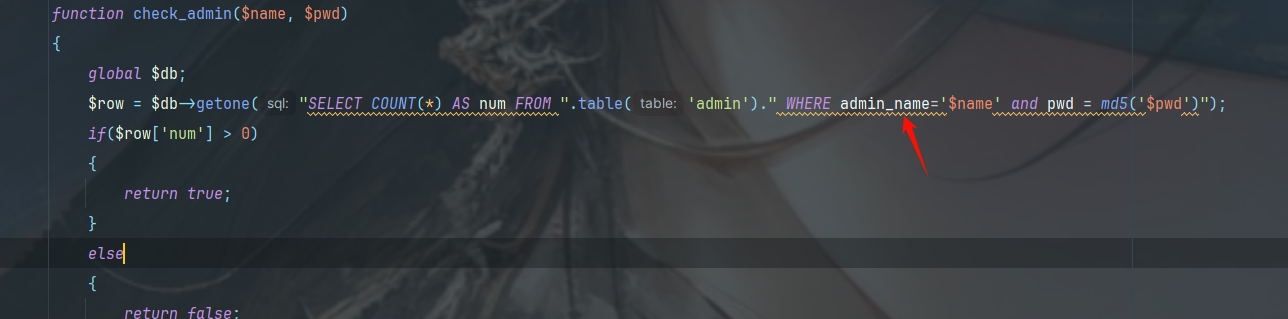 function check_admin($name, $pwd)
{
global $db;
$row = $db->getone( sql: "SELECT COUNT(*) AS num FROM ".table( table: 'admin')." WHERE admin_name='$name' and pwd = md5('$pwd')");
if($row['num'] > 0)
{
return true;
}
else
{
return false;